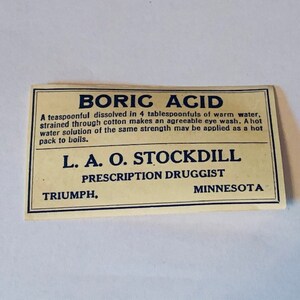 BORIC ACID
A teaspoonful dissolved in 4 tablespoonfuls of warm water,
strained through cotton makes an agreeable eye wash. A hot
water solution of the same strength may be applied as a hot
pack to boils.
L. A. O. STOCKDILL
PRESCRIPTION DRUGGIST
TRIUMPH, MINNESOTA